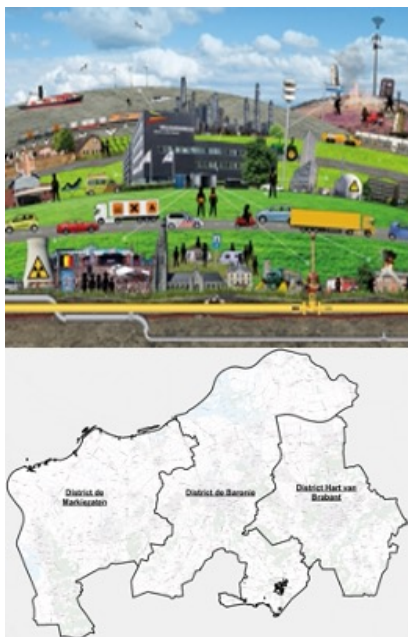 District de
Markiezaten
District de Baronie
District Hart van
Brabant